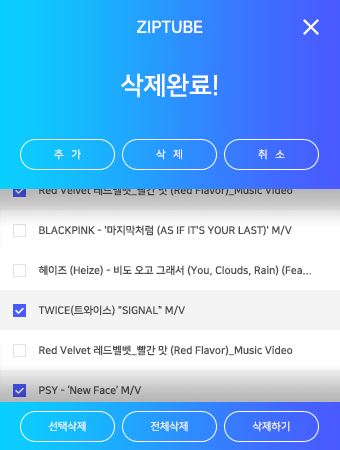 ZIPTUBE
삭제완료!
추 가
삭 제
취 소
Red Velvet 레드벨벳_빨간 맛 (Red Flavor)_Music Video
BLACKPINK - '마지막처럼 (AS IF IT'S YOUR LAST)' M/V
헤이즈 (Heize) - 비도 오고 그래서 (You, Clouds, Rain) (Fea...
TWICE(트와이스) "SIGNAL" M/V
Red Velvet 레드벨벳_빨간 맛 (Red Flavor)_Music Video
PSY - 'New Face' M/V
선택삭제
전체삭제
삭제하기